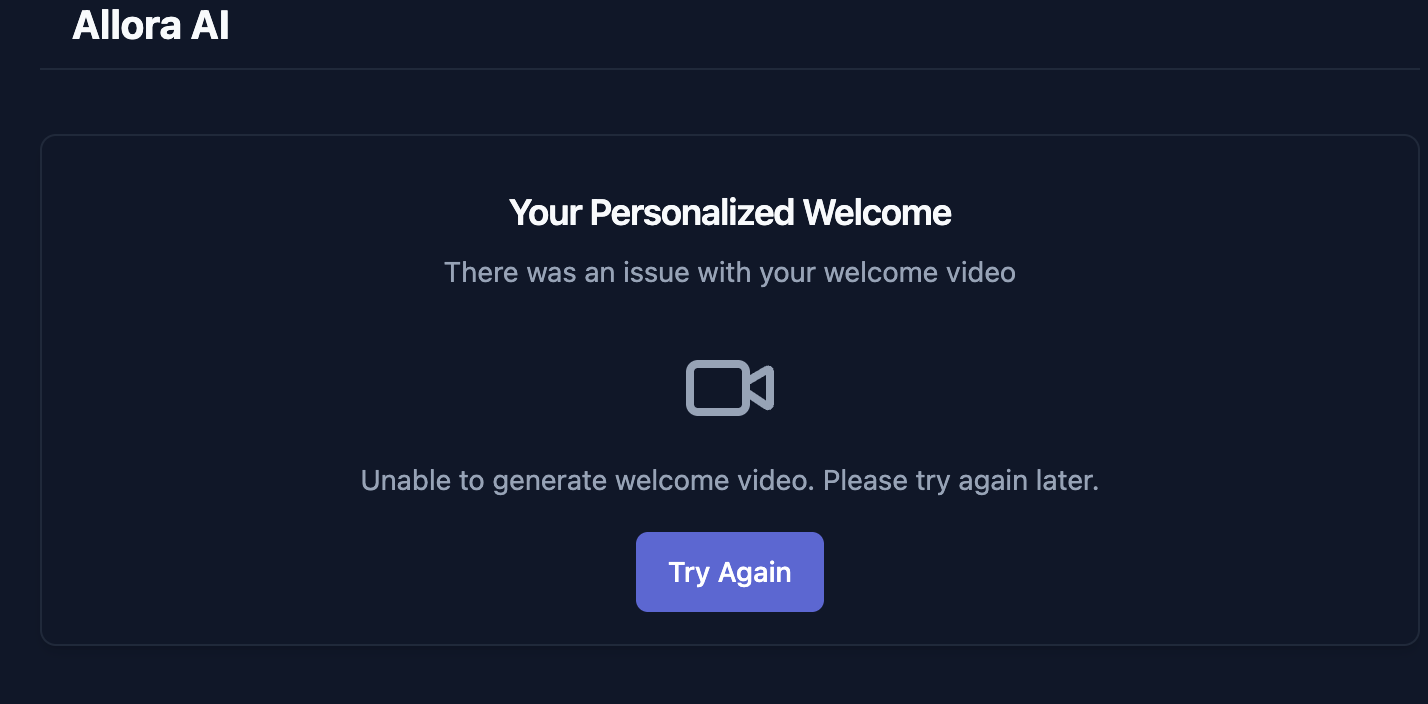 Allora AI
Your Personalized Welcome
There was an issue with your welcome video
Unable to generate welcome video. Please try again later.
Try Again